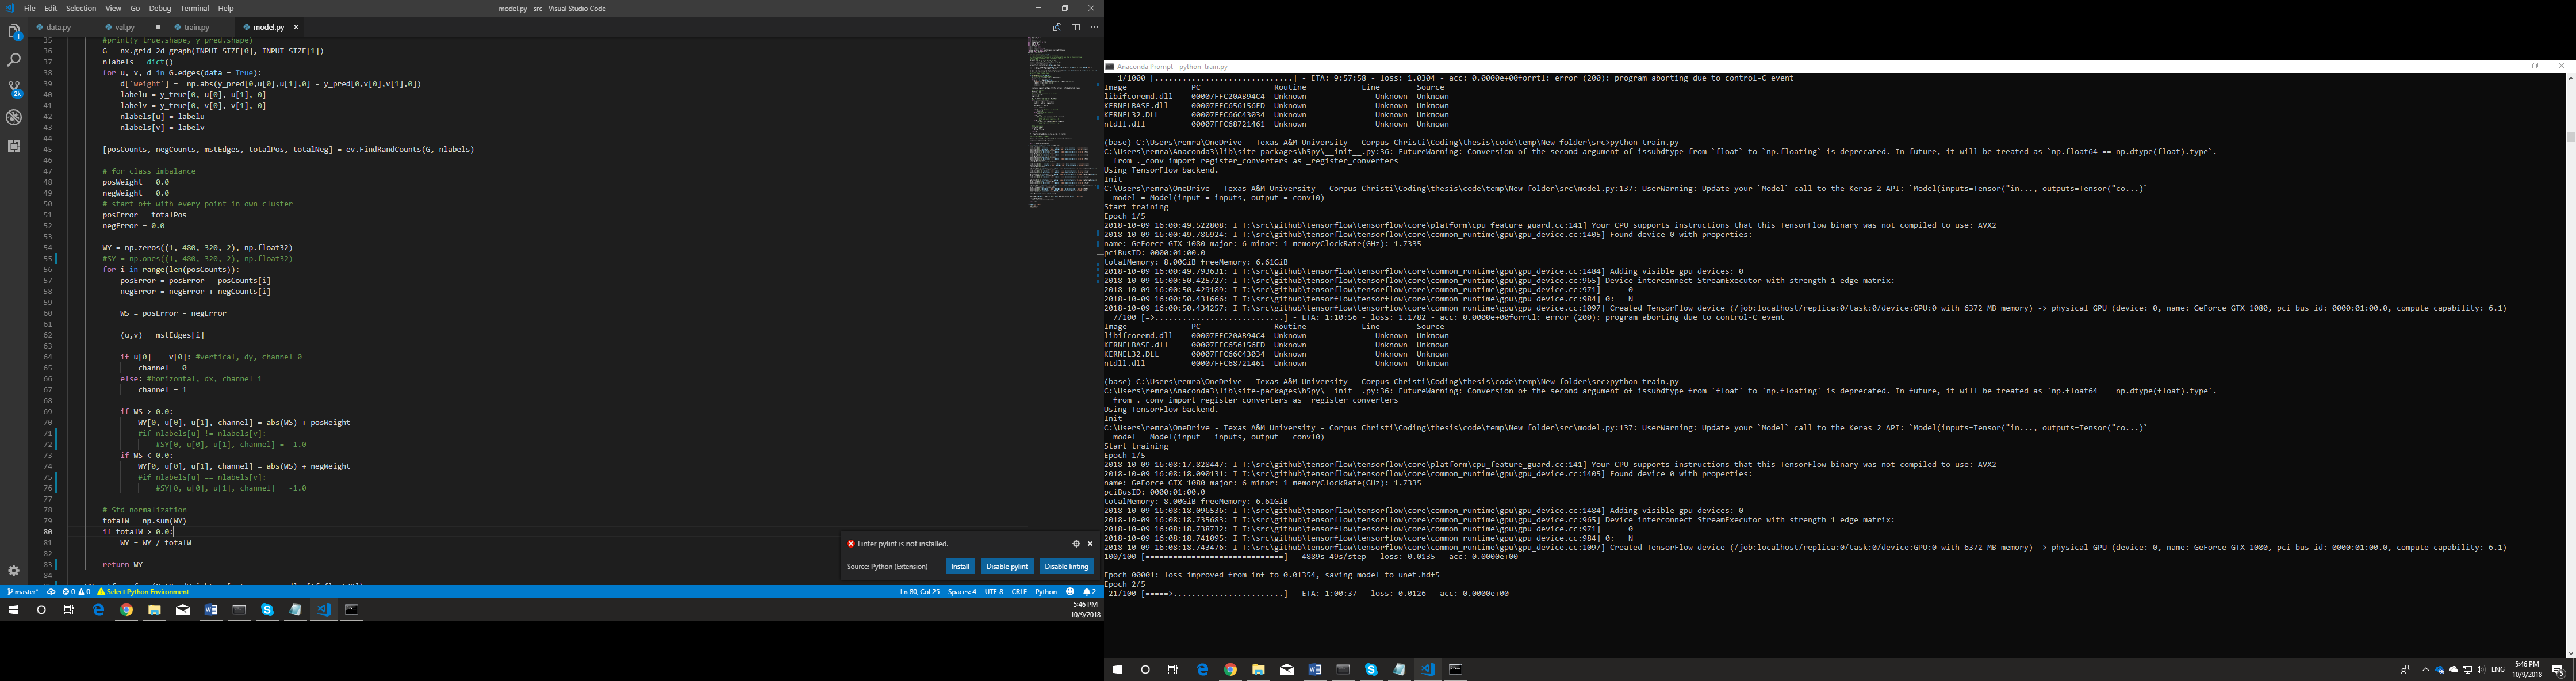 File Edit Selection View Go Debug Terminal Help
model.py - src - Visual Studio Code
data.py val.py train.py model.py
35 #print(y_true.shape, y_pred.shape)
36 G = nx.grid_2d_graph(INPUT_SIZE[0], INPUT_SIZE[1])
37 nlabels = dict()
38 for u, v, d in G.edges(data = True):
39 d['weight'] = np.abs(y_pred[0,u[0],u[1],0] - y_pred[0,v[0],v[1],0])
40 labelu = y_true[0, u[0], u[1], 0]
41 labelv = y_true[0, v[0], v[1], 0]
42 nlabels[u] = labelu
43 nlabels[v] = labelv
44
45 [posCounts, negCounts, mstEdges, totalPos, totalNeg] = ev.FindRandCounts(G, nlabels)
46
47 # for class imbalance
48 posWeight = 0.0
49 negWeight = 0.0
50 # start off with every point in own cluster
51 posError = totalPos
52 negError = 0.0
53
54 WY = np.zeros((1, 480, 320, 2), np.float32)
55 #SY = np.ones((1, 480, 320, 2), np.float32)
56 for i in range(len(posCounts)):
57 posError = posError - posCounts[i]
58 negError = negError + negCounts[i]
59
60 WS = posError - negError
61
62 (u,v) = mstEdges[i]
63
64 if u[0] == v[0]: #vertical, dy, channel 0
65 channel = 0
66 else: #horizontal, dx, channel 1
67 channel = 1
68
69 if WS > 0.0:
70 WY[0, u[0], u[1], channel] = abs(WS) + posWeight
71 #if nlabels[u] != nlabels[v]:
72 #SY[0, u[0], u[1], channel] = -1.0
73 if WS < 0.0:
74 WY[0, u[0], u[1], channel] = abs(WS) + negWeight
75 #if nlabels[u] == nlabels[v]:
76 #SY[0, u[0], u[1], channel] = -1.0
77
78 # Std normalization
79 totalW = np.sum(WY)
80 if totalW > 0.0:
81 WY = WY / totalW
82
83 return WY
84
Linter pylint is not installed.
Source: Python (Extension) Install Disable pylint Disable linting
master* 0 0 Select Python Environment Ln 80, Col 25 Spaces: 4 UTF-8 CRLF Python 2
5:46 PM
10/9/2018
Anaconda Prompt - python train.py
1/1000 [..............................] - ETA: 9:57:58 - loss: 1.0304 - acc: 0.0000e+00forrtl: error (200): program aborting due to control-C event
Image PC Routine Line Source
libifcoremd.dll 00007FFC20AB94C4 Unknown Unknown Unknown
KERNELBASE.dll 00007FFC656156FD Unknown Unknown Unknown
KERNEL32.DLL 00007FFC66C43034 Unknown Unknown Unknown
ntdll.dll 00007FFC68721461 Unknown Unknown Unknown
(base) C:\Users\remra\OneDrive - Texas A&M University - Corpus Christi\Coding\thesis\code\temp\New folder\src>python train.py
C:\Users\remra\Anaconda3\lib\site-packages\h5py\__init__.py:36: FutureWarning: Conversion of the second argument of issubdtype from `float` to `np.floating` is deprecated. In future, it will be treated as `np.float64 == np.dtype(float).type`.
from ._conv import register_converters as _register_converters
Using TensorFlow backend.
Init
C:\Users\remra\OneDrive - Texas A&M University - Corpus Christi\Coding\thesis\code\temp\New folder\src\model.py:137: UserWarning: Update your `Model` call to the Keras 2 API: `Model(inputs=Tensor("in..., outputs=Tensor("co...)`
model = Model(input = inputs, output = conv10)
Start training
Epoch 1/5
2018-10-09 16:00:49.522808: I T:\src\github\tensorflow\tensorflow\core\platform\cpu_feature_guard.cc:141] Your CPU supports instructions that this TensorFlow binary was not compiled to use: AVX2
2018-10-09 16:00:49.786924: I T:\src\github\tensorflow\tensorflow\core\common_runtime\gpu\gpu_device.cc:1405] Found device 0 with properties:
name: GeForce GTX 1080 major: 6 minor: 1 memoryClockRate(GHz): 1.7335
pciBusID: 0000:01:00.0
totalMemory: 8.00GiB freeMemory: 6.61GiB
2018-10-09 16:00:49.793631: I T:\src\github\tensorflow\tensorflow\core\common_runtime\gpu\gpu_device.cc:1484] Adding visible gpu devices: 0
2018-10-09 16:00:50.425727: I T:\src\github\tensorflow\tensorflow\core\common_runtime\gpu\gpu_device.cc:965] Device interconnect StreamExecutor with strength 1 edge matrix:
2018-10-09 16:00:50.429189: I T:\src\github\tensorflow\tensorflow\core\common_runtime\gpu\gpu_device.cc:971] 0
2018-10-09 16:00:50.431666: I T:\src\github\tensorflow\tensorflow\core\common_runtime\gpu\gpu_device.cc:984] 0: N
2018-10-09 16:00:50.434257: I T:\src\github\tensorflow\tensorflow\core\common_runtime\gpu\gpu_device.cc:1097] Created TensorFlow device (/job:localhost/replica:0/task:0/device:GPU:0 with 6372 MB memory) -> physical GPU (device: 0, name: GeForce GTX 1080, pci bus id: 0000:01:00.0, compute capability: 6.1)
7/100 [=>............................] - ETA: 1:10:56 - loss: 1.1782 - acc: 0.0000e+00forrtl: error (200): program aborting due to control-C event
Image PC Routine Line Source
libifcoremd.dll 00007FFC20AB94C4 Unknown Unknown Unknown
KERNELBASE.dll 00007FFC656156FD Unknown Unknown Unknown
KERNEL32.DLL 00007FFC66C43034 Unknown Unknown Unknown
ntdll.dll 00007FFC68721461 Unknown Unknown Unknown
(base) C:\Users\remra\OneDrive - Texas A&M University - Corpus Christi\Coding\thesis\code\temp\New folder\src>python train.py
C:\Users\remra\Anaconda3\lib\site-packages\h5py\__init__.py:36: FutureWarning: Conversion of the second argument of issubdtype from `float` to `np.floating` is deprecated. In future, it will be treated as `np.float64 == np.dtype(float).type`.
from ._conv import register_converters as _register_converters
Using TensorFlow backend.
Init
C:\Users\remra\OneDrive - Texas A&M University - Corpus Christi\Coding\thesis\code\temp\New folder\src\model.py:137: UserWarning: Update your `Model` call to the Keras 2 API: `Model(inputs=Tensor("in..., outputs=Tensor("co...)`
model = Model(input = inputs, output = conv10)
Start training
Epoch 1/5
2018-10-09 16:08:17.828447: I T:\src\github\tensorflow\tensorflow\core\platform\cpu_feature_guard.cc:141] Your CPU supports instructions that this TensorFlow binary was not compiled to use: AVX2
2018-10-09 16:08:18.090131: I T:\src\github\tensorflow\tensorflow\core\common_runtime\gpu\gpu_device.cc:1405] Found device 0 with properties:
name: GeForce GTX 1080 major: 6 minor: 1 memoryClockRate(GHz): 1.7335
pciBusID: 0000:01:00.0
totalMemory: 8.00GiB freeMemory: 6.61GiB
2018-10-09 16:08:18.096536: I T:\src\github\tensorflow\tensorflow\core\common_runtime\gpu\gpu_device.cc:1484] Adding visible gpu devices: 0
2018-10-09 16:08:18.735683: I T:\src\github\tensorflow\tensorflow\core\common_runtime\gpu\gpu_device.cc:965] Device interconnect StreamExecutor with strength 1 edge matrix:
2018-10-09 16:08:18.738732: I T:\src\github\tensorflow\tensorflow\core\common_runtime\gpu\gpu_device.cc:971] 0
2018-10-09 16:08:18.741095: I T:\src\github\tensorflow\tensorflow\core\common_runtime\gpu\gpu_device.cc:984] 0: N
2018-10-09 16:08:18.743476: I T:\src\github\tensorflow\tensorflow\core\common_runtime\gpu\gpu_device.cc:1097] Created TensorFlow device (/job:localhost/replica:0/task:0/device:GPU:0 with 6372 MB memory) -> physical GPU (device: 0, name: GeForce GTX 1080, pci bus id: 0000:01:00.0, compute capability: 6.1)
100/100 [==============================] - 4889s 49s/step - loss: 0.0135 - acc: 0.0000e+00
Epoch 00001: loss improved from inf to 0.01354, saving model to unet.hdf5
Epoch 2/5
21/100 [=====>........................] - ETA: 1:00:37 - loss: 0.0126 - acc: 0.0000e+00
ENG
5:46 PM
10/9/2018